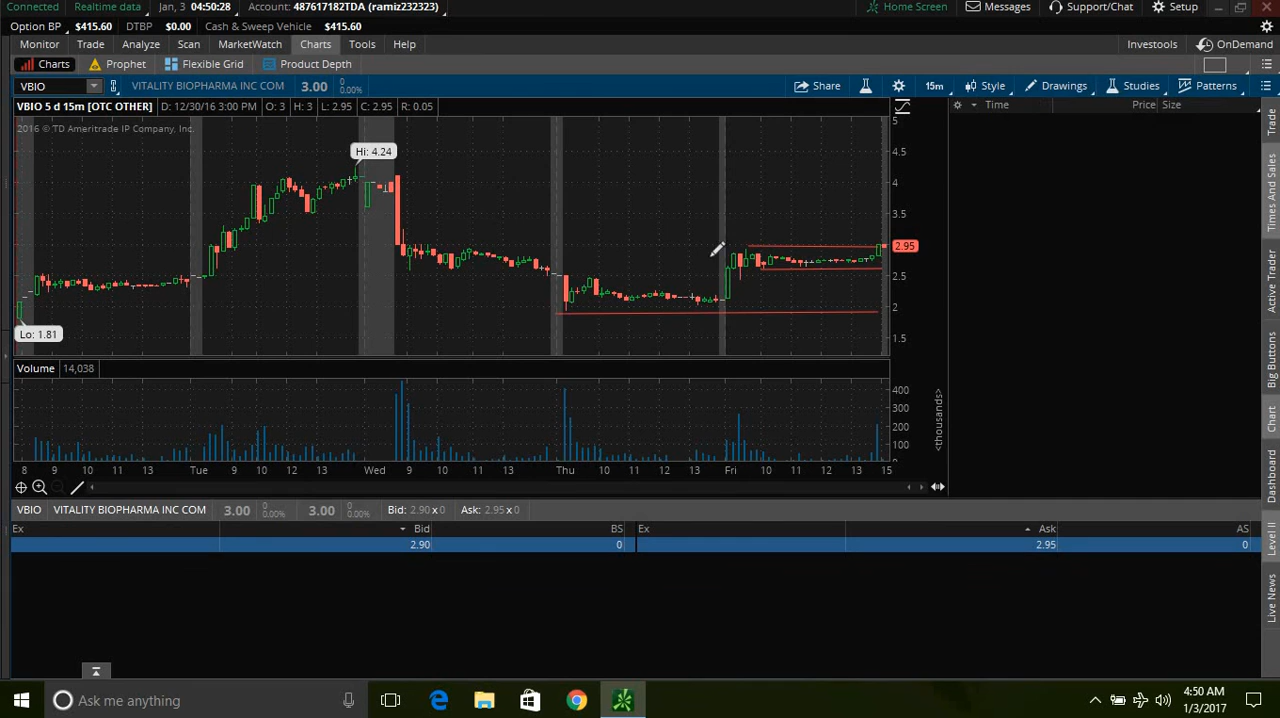 Connected Realtime data Jan, 3 04:50:28 Account: 487617182TDA (ramiz232323) Home Screen Messages Support/Chat Setup
Option BP $415.60 DTBP $0.00 Cash & Sweep Vehicle $415.60
Monitor Trade Analyze Scan MarketWatch Charts Tools Help Investools OnDemand
Charts Prophet Flexible Grid Product Depth
VBIO VITALITY BIOPHARMA INC COM 3.00 0 0.00% Share 15m Style Drawings Studies Patterns
VBIO 5 d 15m [OTC OTHER] D: 12/30/16 3:00 PM O: 3 H: 3 L: 2.95 C: 2.95 R: 0.05 Time Price Size
2016 © TD Ameritrade IP Company, Inc.
5
Hi: 4.24 4.5
4
3.5
2.95
2.5
2
Lo: 1.81 1.5
Volume 14,038
400
300
200
100
<thousands>
8 9 10 11 13 Tue 9 10 12 13 Wed 9 10 11 13 Thu 10 11 12 13 Fri 10 11 12 13 15
VBIO VITALITY BIOPHARMA INC COM 3.00 0 0.00% 3.00 0 0.00% Bid: 2.90 x 0 Ask: 2.95 x 0
Ex Bid BS Ex Ask AS
2.90 0 2.95 0
Trade
Times And Sales
Active Trader
Big Buttons
Chart
Dashboard
Level II
Live News
Ask me anything
4:50 AM
1/3/2017